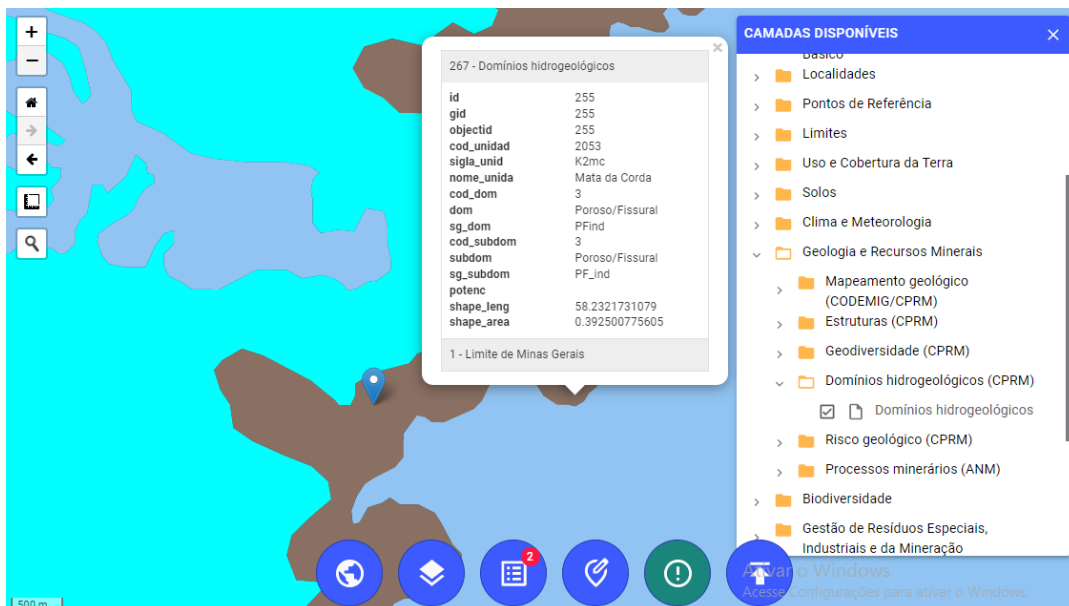 +
−
267 - Domínios hidrogeológicos
×
id 255
gid 255
objectid 255
cod_unidad 2053
sigla_unid K2mc
nome_unida Mata da Corda
cod_dom 3
dom Poroso/Fissural
sg_dom PFind
cod_subdom 3
subdom Poroso/Fissural
sg_subdom PF_ind
potenc
shape_leng 58.2321731079
shape_area 0.392500775605
1 - Limite de Minas Gerais
CAMADAS DISPONÍVEIS
Básico
Localidades
Pontos de Referência
Limites
Uso e Cobertura da Terra
Solos
Clima e Meteorologia
Geologia e Recursos Minerais
Mapeamento geológico
(CODEMIG/CPRM)
Estruturas (CPRM)
Geodiversidade (CPRM)
Domínios hidrogeológicos (CPRM)
Domínios hidrogeológicos
Risco geológico (CPRM)
Processos minerários (ANM)
Biodiversidade
Gestão de Resíduos Especiais,
Industriais e da Mineração
2
Ativar o Windows
Acesse Configurações para ativar o Windows.
500 m